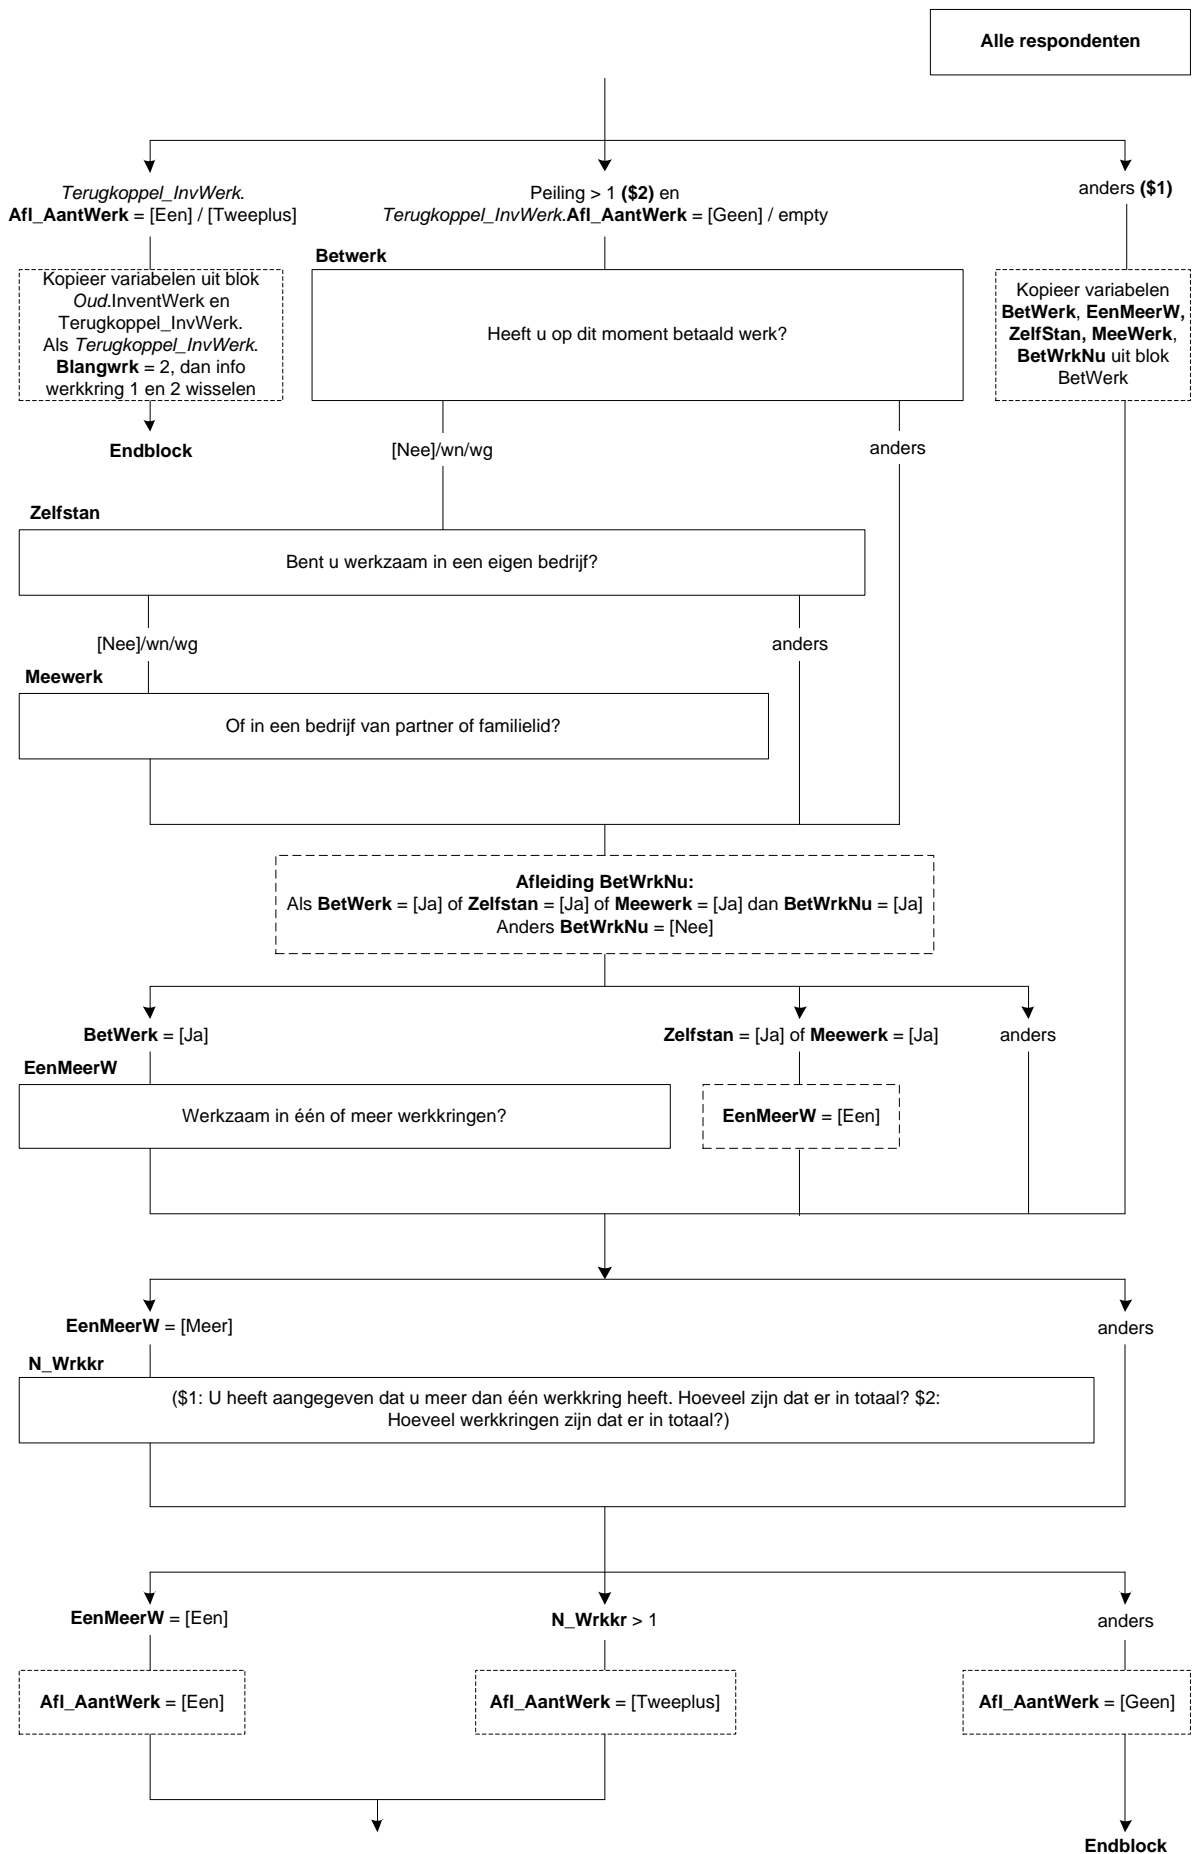 Alle respondenten
Terugkoppel_InvWerk.
Afl_AantWerk = [Een] / [Tweeplus]
Peiling > 1 ($2) en
Terugkoppel_InvWerk.Afl_AantWerk = [Geen] / empty
anders ($1)
Kopieer variabelen uit blok
Oud.InventWerk en
Terugkoppel_InvWerk.
Als Terugkoppel_InvWerk.
Blangwrk = 2, dan info
werkkring 1 en 2 wisselen
Betwerk
Heeft u op dit moment betaald werk?
Kopieer variabelen
BetWerk, EenMeerW,
ZelfStan, MeeWerk,
BetWrkNu uit blok
BetWerk
Endblock
[Nee]/wn/wg
anders
Zelfstan
Bent u werkzaam in een eigen bedrijf?
[Nee]/wn/wg
anders
Meewerk
Of in een bedrijf van partner of familielid?
Afleiding BetWrkNu:
Als BetWerk = [Ja] of Zelfstan = [Ja] of Meewerk = [Ja] dan BetWrkNu = [Ja]
Anders BetWrkNu = [Nee]
BetWerk = [Ja]
Zelfstan = [Ja] of Meewerk = [Ja]
anders
EenMeerW
Werkzaam in één of meer werkkringen?
EenMeerW = [Een]
EenMeerW = [Meer]
anders
N_Wrkkr
($1: U heeft aangegeven dat u meer dan één werkkring heeft. Hoeveel zijn dat er in totaal? $2:
Hoeveel werkkringen zijn dat er in totaal?)
EenMeerW = [Een]
N_Wrkkr > 1
anders
Afl_AantWerk = [Een]
Afl_AantWerk = [Tweeplus]
Afl_AantWerk = [Geen]
Endblock